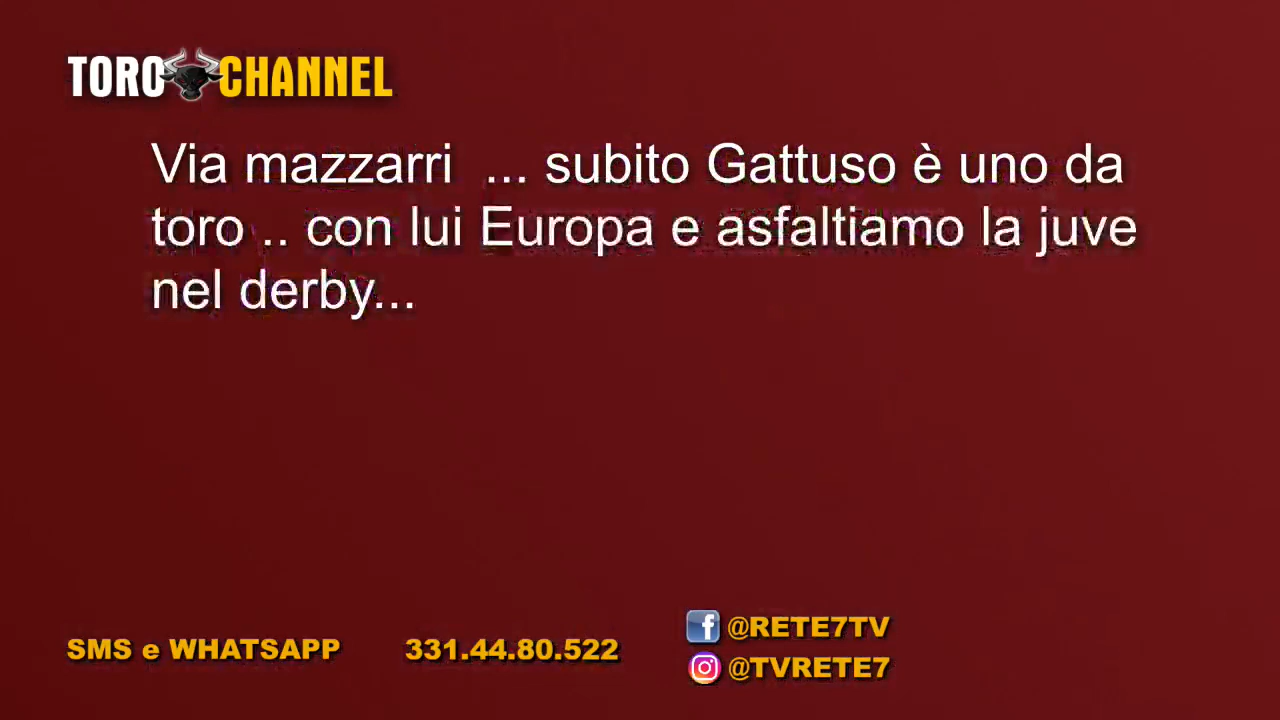 TORO CHANNEL
Via mazzarri  ... subito Gattuso è uno da
toro .. con lui Europa e asfaltiamo la juve
nel derby...
SMS e WHATSAPP 331.44.80.522
@RETE7TV
@TVRETE7